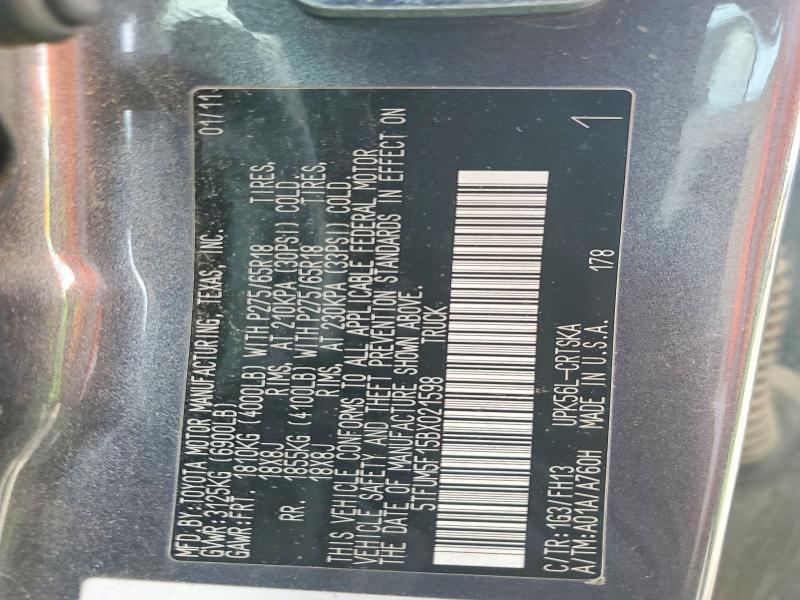 MFD.BY:TOYOTA MOTOR MANUFACTURING, TEXAS, INC. 01/11
GVWR:3125KG (6900LB)
GAWR:FRT 1810KG (4000LB) WITH P275/65R18 TIRES,
18X8J RIMS, AT 210KPA (30PSI) COLD.
RR 1855KG (4100LB) WITH P275/65R18 TIRES,
18X8J RIMS, AT 230KPA (33PSI) COLD
THIS VEHICLE CONFORMS TO ALL APPLICABLE FEDERAL MOTOR
VEHICLE SAFETY AND THEFT PREVENTION STANDARDS IN EFFECT ON
THE DATE OF MANUFACTURE SHOWN ABOVE.
5TFUM5F15BX021598 TRUCK
C/TR:1G3/FH13 UPK56L-CRTSKA
A/TM:A01A/A760H MADE IN U.S.A. 178 1